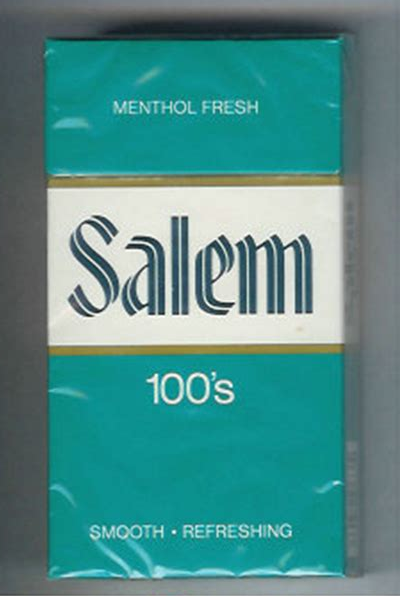 MENTHOL FRESH
Salem
100's
SMOOTH • REFRESHING